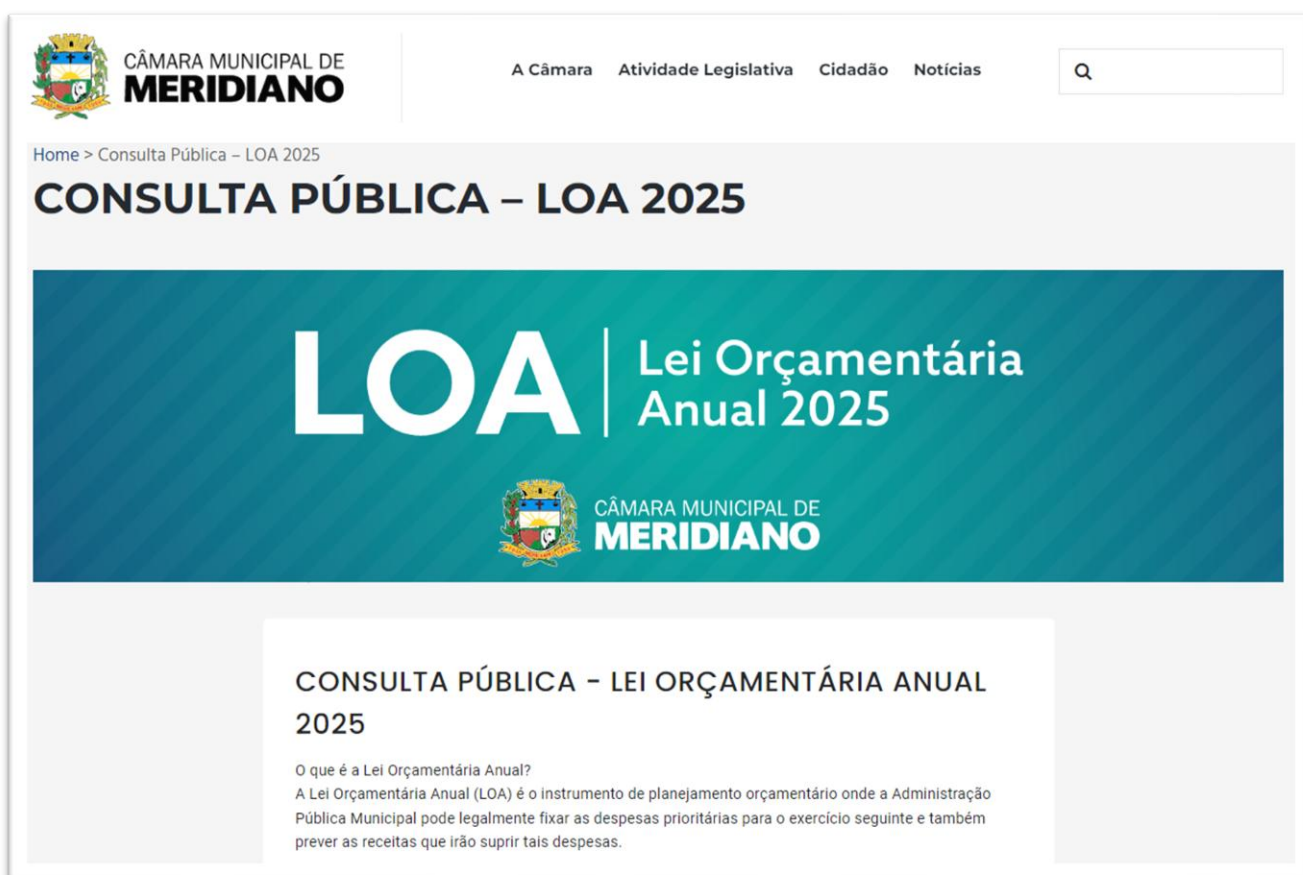 CÂMARA MUNICIPAL DE
MERIDIANO
A Câmara Atividade Legislativa Cidadão Notícias
Home > Consulta Pública – LOA 2025
CONSULTA PÚBLICA – LOA 2025
LOA
Lei Orçamentária
Anual 2025
CÂMARA MUNICIPAL DE
MERIDIANO
CONSULTA PÚBLICA - LEI ORÇAMENTÁRIA ANUAL
2025
O que é a Lei Orçamentária Anual?
A Lei Orçamentária Anual (LOA) é o instrumento de planejamento orçamentário onde a Administração
Pública Municipal pode legalmente fixar as despesas prioritárias para o exercício seguinte e também
prever as receitas que irão suprir tais despesas.